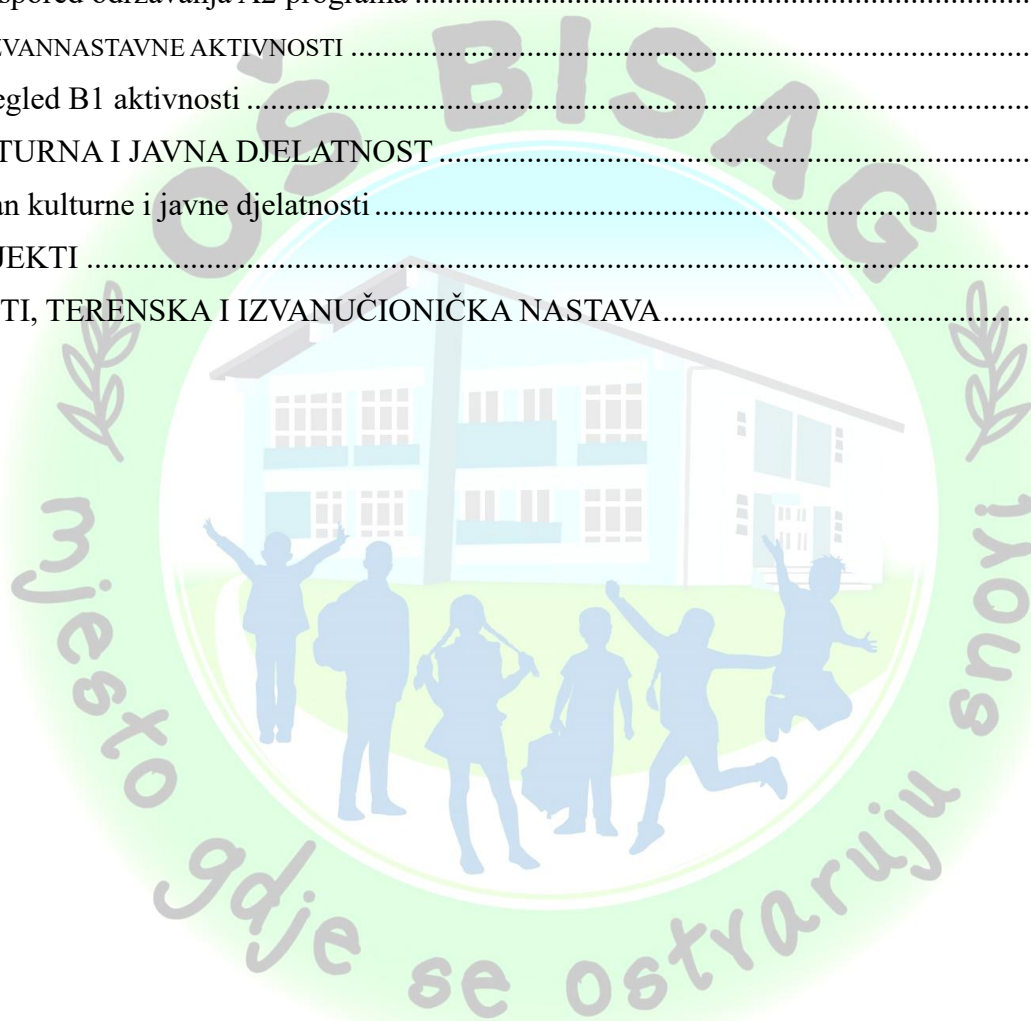 spored održavanja A2 programa ........................................................................
ZVANNASTAVNE AKTIVNOSTI ........................................................................
egled B1 aktivnosti ........................................................................
TURNA I JAVNA DJELATNOST ........................................................................
an kulturne i javne djelatnosti ........................................................................
JEKTI ........................................................................
TI, TERENSKA I IZVANUČIONIČKA NASTAVA ........................................................................
OŠ BISAG
mjesto gdje se ostvaruju snovi